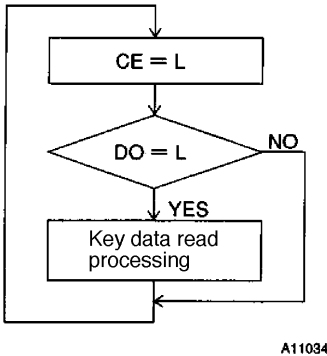 CE = L
DO = L
NO
YES
Key data read
processing
A11034